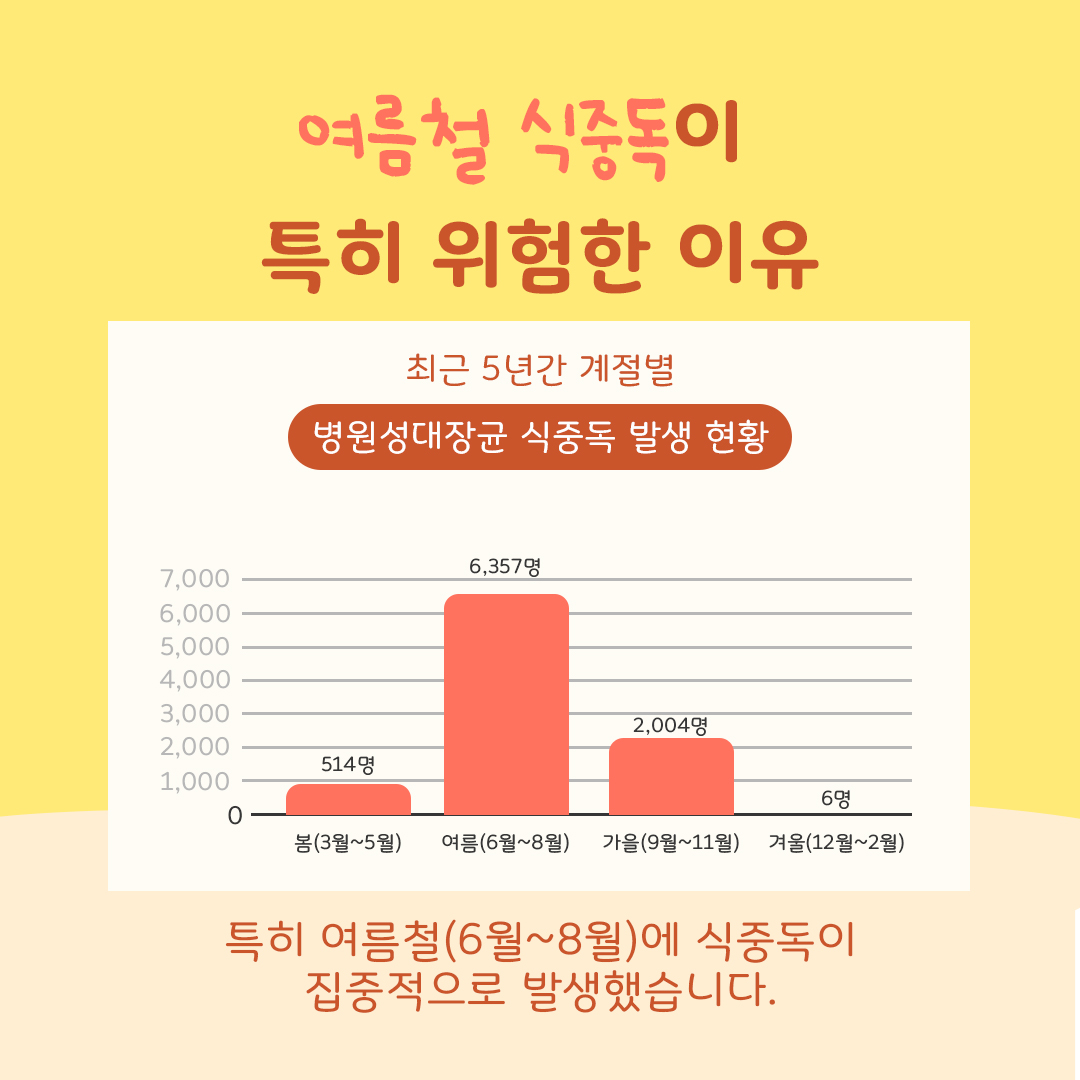 여름철 식중독이
특히 위험한 이유
최근 5년간 계절별
병원성대장균 식중독 발생 현황
6,357명
7,000
6,000
5,000
4,000
3,000
2,004명
2,000
514명
1,000
6명
0
봄(3월~5월) 여름(6월~8월) 가을(9월~11월) 겨울(12월~2월)
특히 여름철(6월~8월)에 식중독이
집중적으로 발생했습니다.